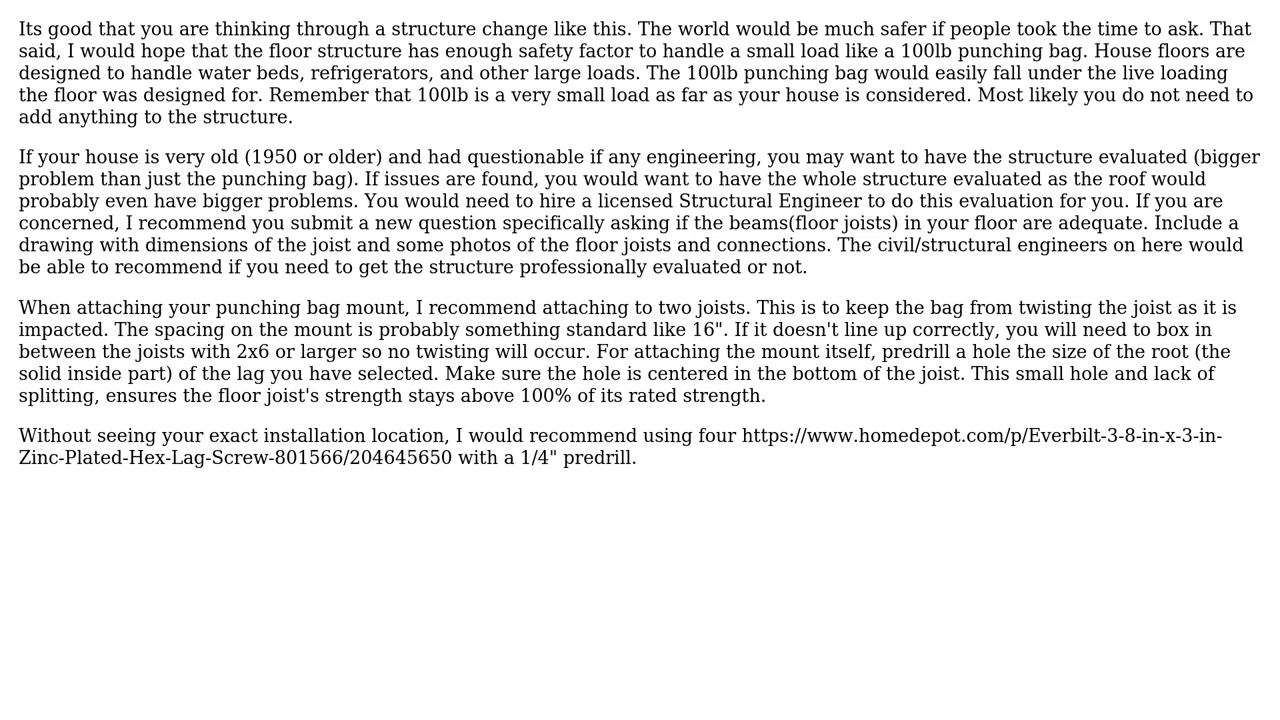 Its good that you are thinking through a structure change like this. The world would be much safer if people took the time to ask. That
said, I would hope that the floor structure has enough safety factor to handle a small load like a 100lb punching bag. House floors are
designed to handle water beds, refrigerators, and other large loads. The 100lb punching bag would easily fall under the live loading
the floor was designed for. Remember that 100lb is a very small load as far as your house is considered. Most likely you do not need to
add anything to the structure.
If your house is very old (1950 or older) and had questionable if any engineering, you may want to have the structure evaluated (bigger
problem than just the punching bag). If issues are found, you would want to have the whole structure evaluated as the roof would
probably even have bigger problems. You would need to hire a licensed Structural Engineer to do this evaluation for you. If you are
concerned, I recommend you submit a new question specifically asking if the beams(floor joists) in your floor are adequate. Include a
drawing with dimensions of the joist and some photos of the floor joists and connections. The civil/structural engineers on here would
be able to recommend if you need to get the structure professionally evaluated or not.
When attaching your punching bag mount, I recommend attaching to two joists. This is to keep the bag from twisting the joist as it is
impacted. The spacing on the mount is probably something standard like 16". If it doesn't line up correctly, you will need to box in
between the joists with 2x6 or larger so no twisting will occur. For attaching the mount itself, predrill a hole the size of the root (the
solid inside part) of the lag you have selected. Make sure the hole is centered in the bottom of the joist. This small hole and lack of
splitting, ensures the floor joist's strength stays above 100% of its rated strength.
Without seeing your exact installation location, I would recommend using four https://www.homedepot.com/p/Everbilt-3-8-in-x-3-in-
Zinc-Plated-Hex-Lag-Screw-801566/204645650 with a 1/4" predrill.